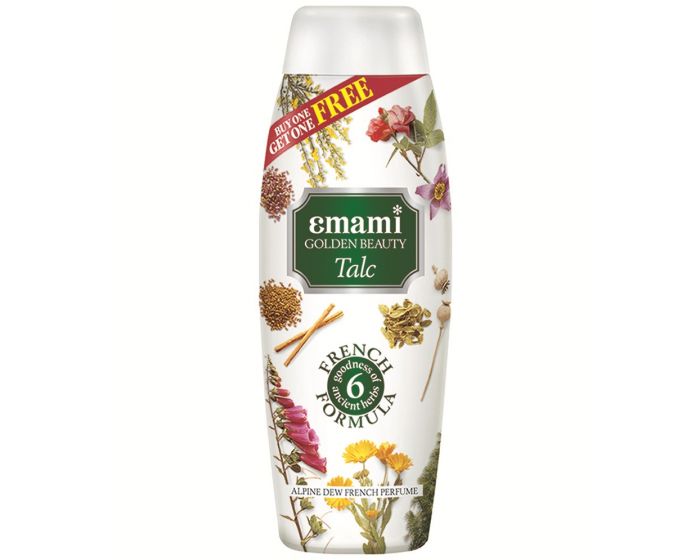 BUY ONE
GET ONE FREE
εmami*
GOLDEN BEAUTY
Talc
FRENCH
goodness of
6
ancient herbs
FORMULA
ALPINE DEW FRENCH PERFUME